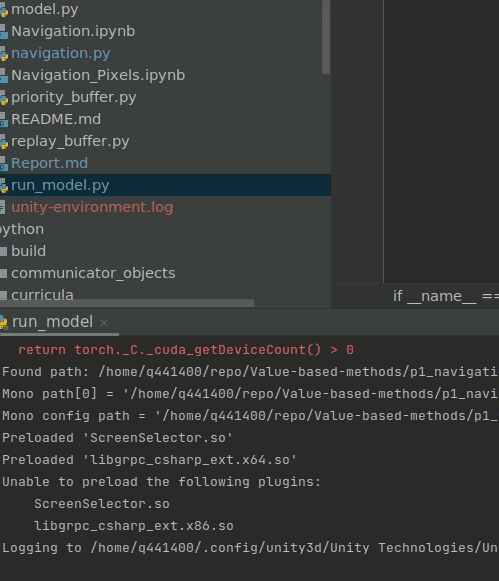 model.py
Navigation.ipynb
navigation.py
Navigation_Pixels.ipynb
priority_buffer.py
README.md
replay_buffer.py
Report.md
run_model.py
unity-environment.log
python
build
communicator_objects
curricula
if __name__ ==
run_model ×
return torch._C._cuda_getDeviceCount() > 0
Found path: /home/q441400/repo/Value-based-methods/p1_navigati
Mono path[0] = '/home/q441400/repo/Value-based-methods/p1_navi
Mono config path = '/home/q441400/repo/Value-based-methods/p1_
Preloaded 'ScreenSelector.so'
Preloaded 'libgrpc_csharp_ext.x64.so'
Unable to preload the following plugins:
ScreenSelector.so
libgrpc_csharp_ext.x86.so
Logging to /home/q441400/.config/unity3d/Unity Technologies/Un